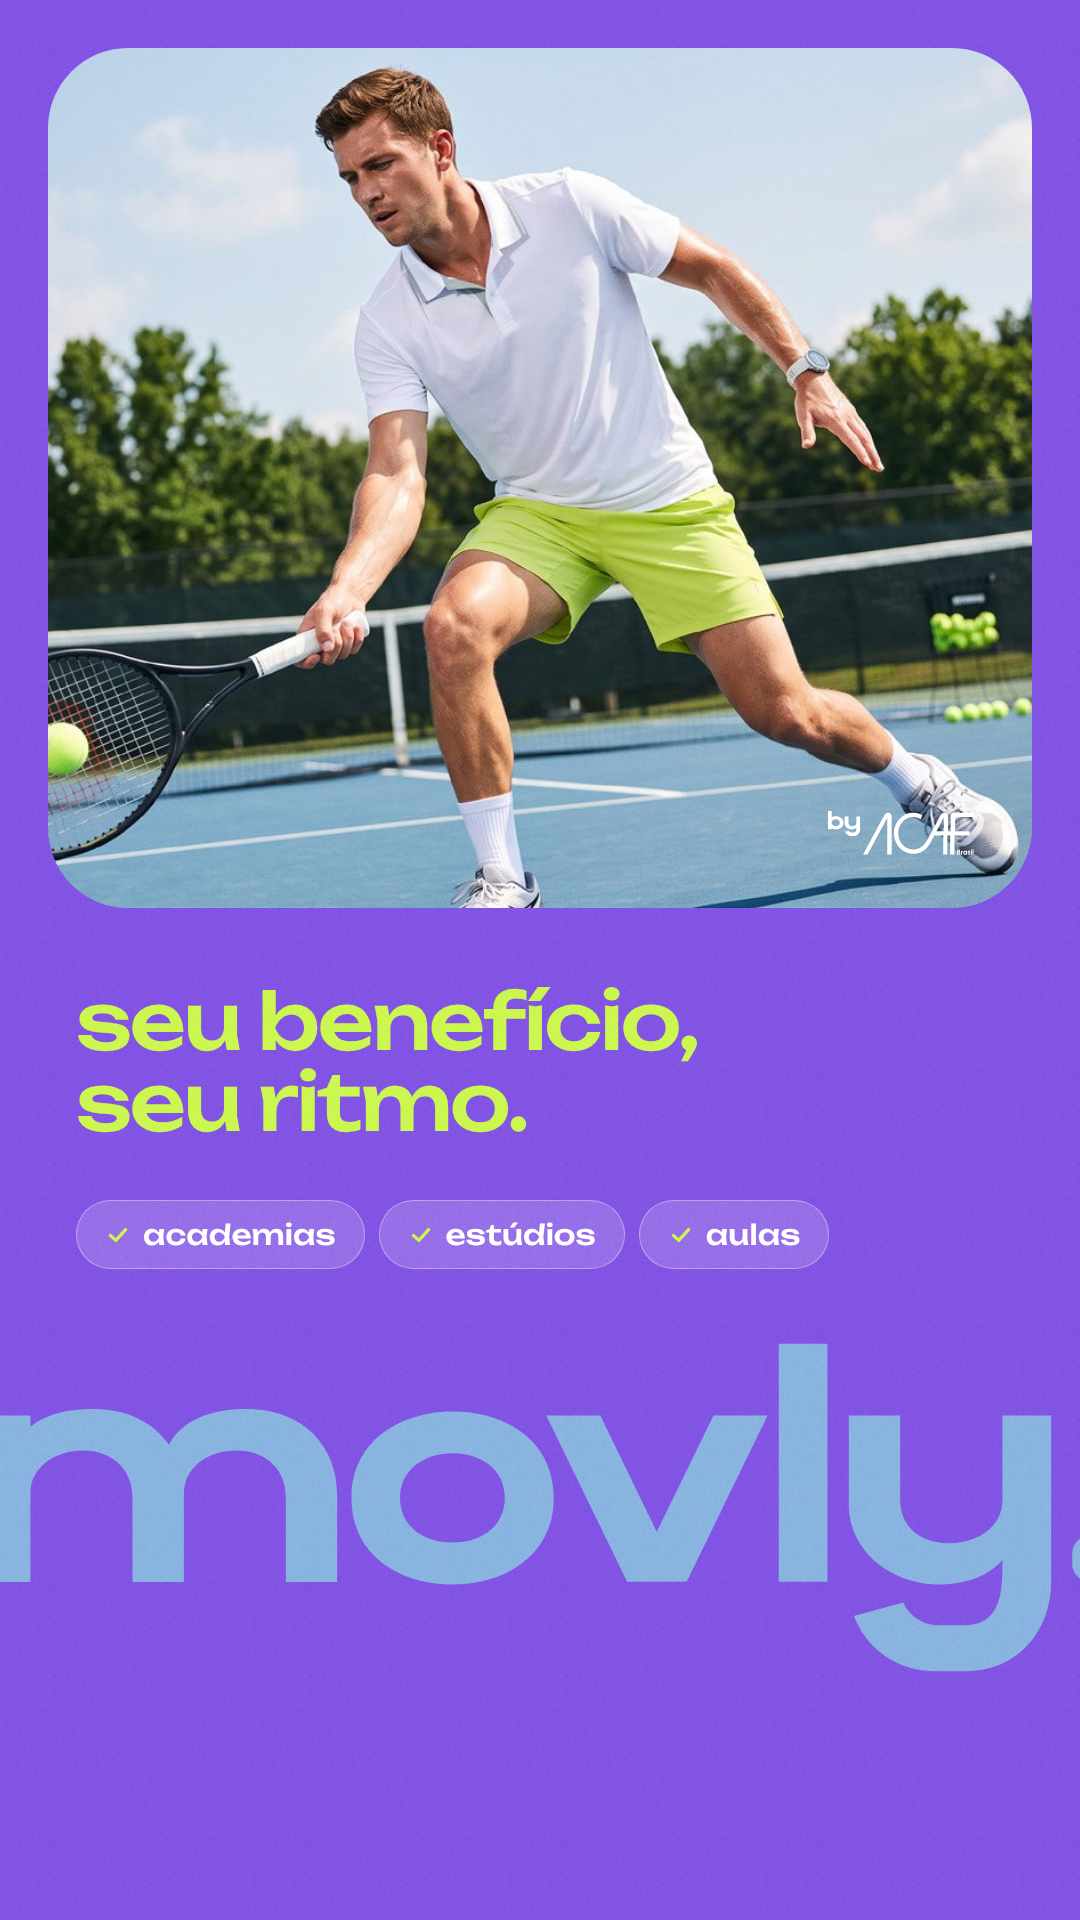 by ACAF
Brasil
seu benefício,
seu ritmo.
academias
estúdios
aulas
movly.